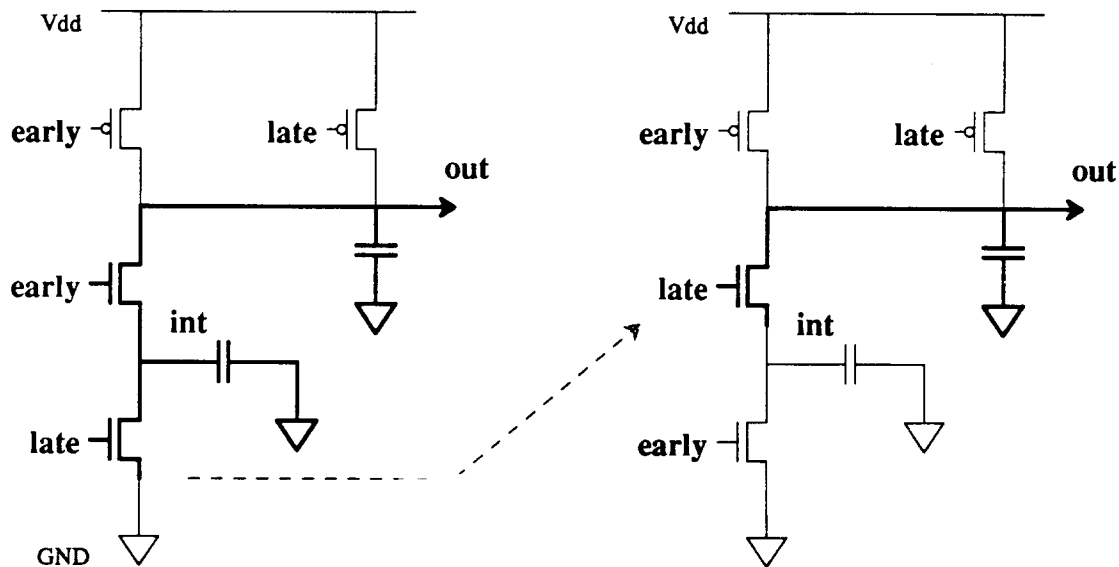 Vdd
early
late
out
early
int
late
GND
Vdd
early
late
out
late
int
early